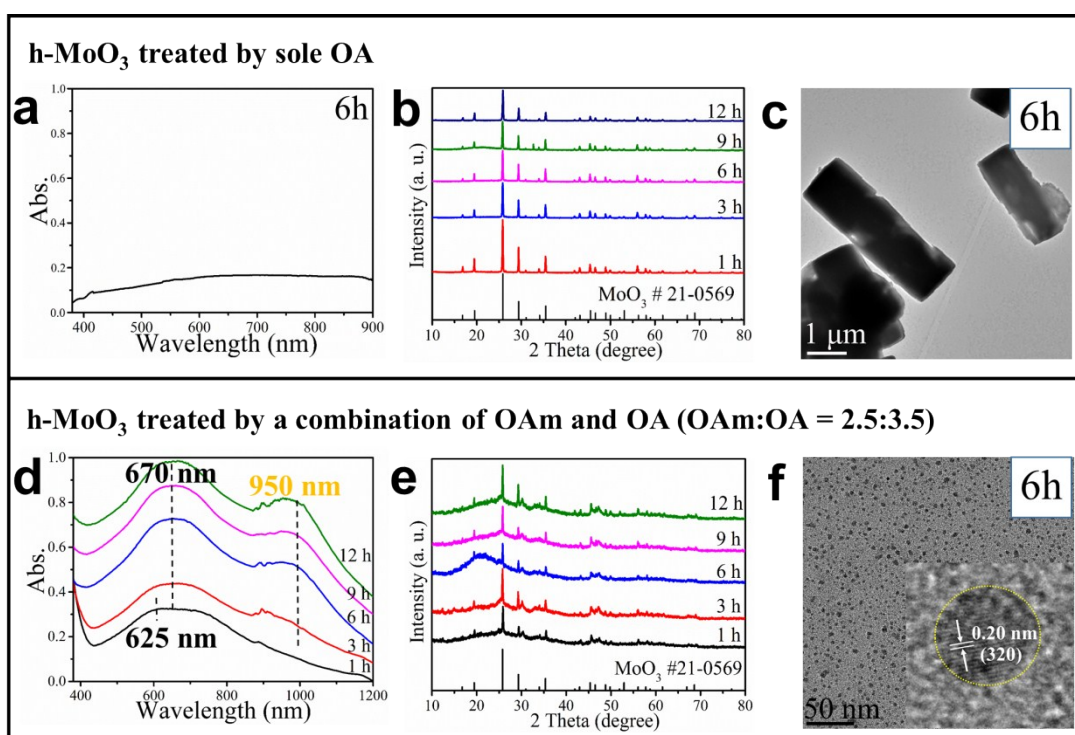 h-MoO₃ treated by sole OA
a
6h
1.0
0.8
0.6
0.4
0.2
0.0
Abs.
400 500 600 700 800 900
Wavelength (nm)
b
12 h
9 h
6 h
3 h
1 h
MoO₃ # 21-0569
Intensity (a. u.)
10 20 30 40 50 60 70 80
2 Theta (degree)
c
6h
1 μm
h-MoO₃ treated by a combination of OAm and OA (OAm:OA = 2.5:3.5)
d
1.0
0.8
0.6
0.4
0.2
0.0
Abs.
670 nm
950 nm
625 nm
12 h
9 h
6 h
3 h
1 h
400 600 800 1000 1200
Wavelength (nm)
e
12 h
9 h
6 h
3 h
1 h
MoO₃ #21-0569
Intensity (a. u.)
10 20 30 40 50 60 70 80
2 Theta (degree)
f
6h
0.20 nm
(320)
50 nm